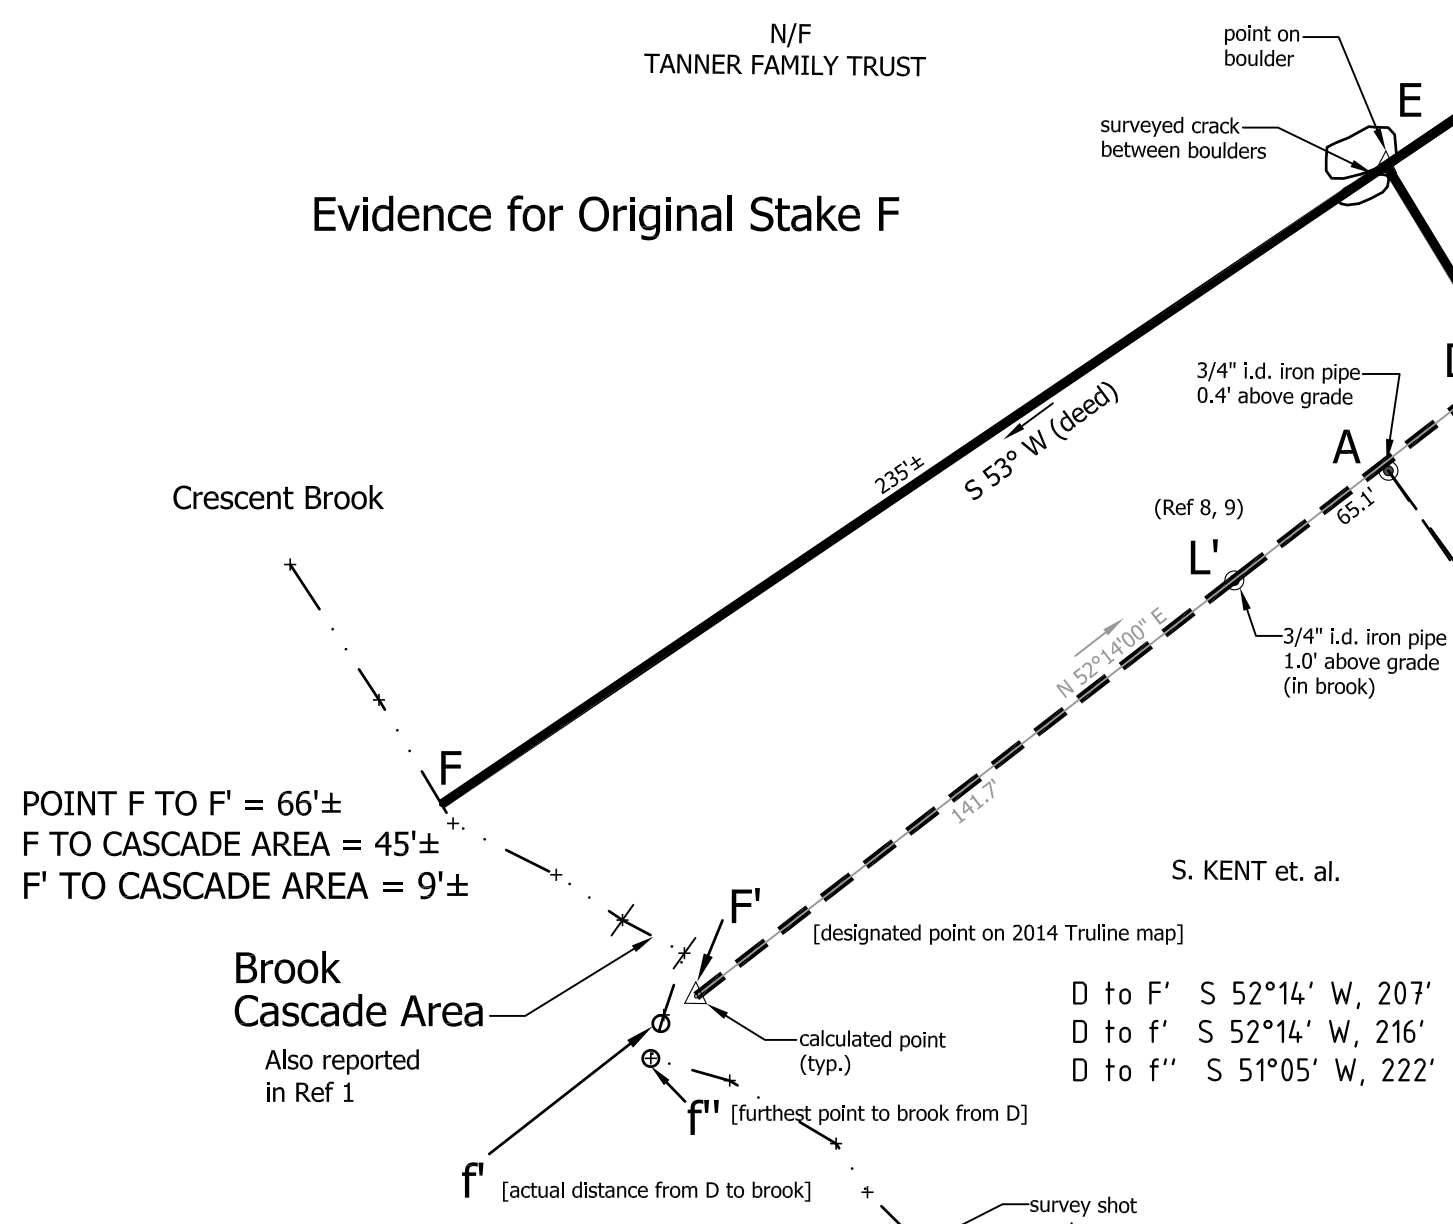 N/F
TANNER FAMILY TRUST
point on
boulder
E
surveyed crack
between boulders
Evidence for Original Stake F
3/4" i.d. iron pipe
0.4' above grade
A
S 53° W (deed)
235'±
65.1'
Crescent Brook
(Ref 8, 9)
L'
3/4" i.d. iron pipe
1.0' above grade
(in brook)
N 52°14'00" E
141.7'
F
POINT F TO F' = 66'±
F TO CASCADE AREA = 45'±
F' TO CASCADE AREA = 9'±
S. KENT et. al.
F'
[designated point on 2014 Truline map]
Brook
Cascade Area
Also reported
in Ref 1
D to F' S 52°14' W, 207'
D to f' S 52°14' W, 216'
D to f'' S 51°05' W, 222'
calculated point
(typ.)
f'' [furthest point to brook from D]
f' [actual distance from D to brook]
survey shot